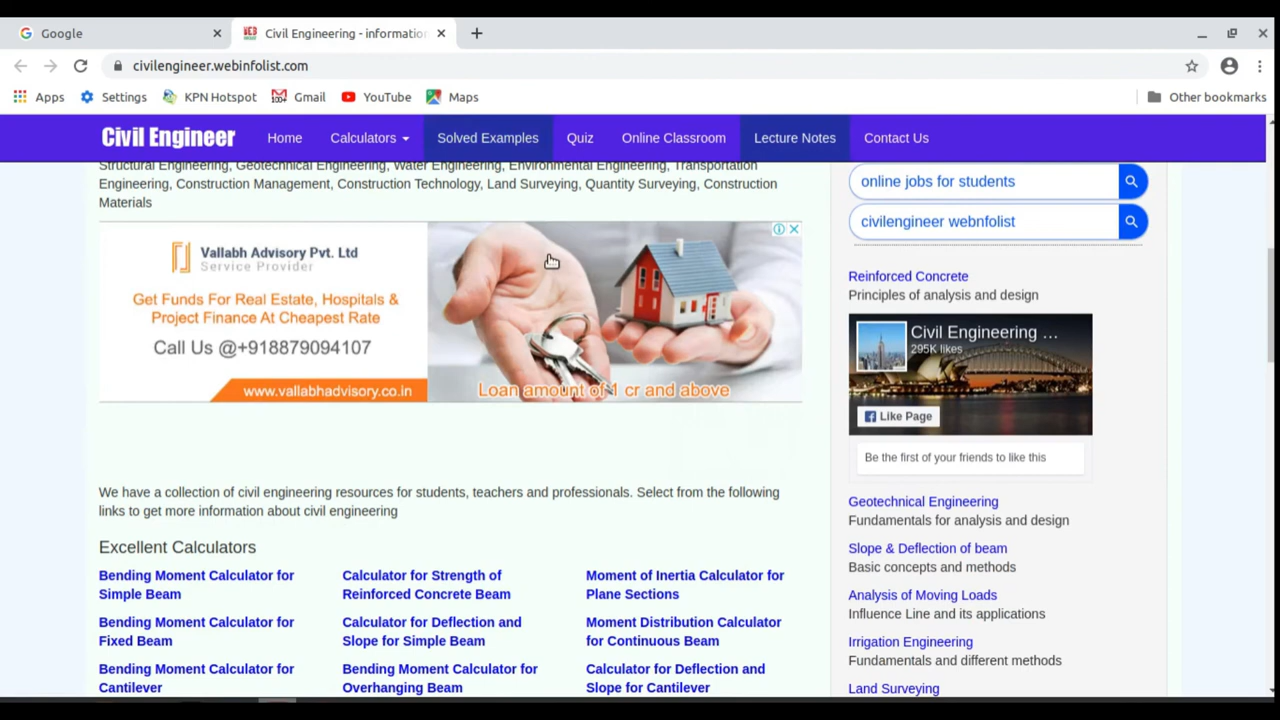 Google
Civil Engineering - informatio
civilengineer.webinfolist.com
Apps
Settings
KPN Hotspot
Gmail
YouTube
Maps
Other bookmarks
Civil Engineer
Home
Calculators
Solved Examples
Quiz
Online Classroom
Lecture Notes
Contact Us
Structural Engineering, Geotechnical Engineering, Water Engineering, Environmental Engineering, Transportation
Engineering, Construction Management, Construction Technology, Land Surveying, Quantity Surveying, Construction
Materials
Vallabh Advisory Pvt. Ltd
Service Provider
Get Funds For Real Estate, Hospitals &
Project Finance At Cheapest Rate
Call Us @+918879094107
www.vallabhadvisory.co.in
Loan amount of 1 cr and above
We have a collection of civil engineering resources for students, teachers and professionals. Select from the following
links to get more information about civil engineering
Excellent Calculators
Bending Moment Calculator for
Simple Beam
Calculator for Strength of
Reinforced Concrete Beam
Moment of Inertia Calculator for
Plane Sections
Bending Moment Calculator for
Fixed Beam
Calculator for Deflection and
Slope for Simple Beam
Moment Distribution Calculator
for Continuous Beam
Bending Moment Calculator for
Cantilever
Bending Moment Calculator for
Overhanging Beam
Calculator for Deflection and
Slope for Cantilever
online jobs for students
civilengineer webnfolist
Reinforced Concrete
Principles of analysis and design
Civil Engineering ...
295K likes
Like Page
Be the first of your friends to like this
Geotechnical Engineering
Fundamentals for analysis and design
Slope & Deflection of beam
Basic concepts and methods
Analysis of Moving Loads
Influence Line and its applications
Irrigation Engineering
Fundamentals and different methods
Land Surveying